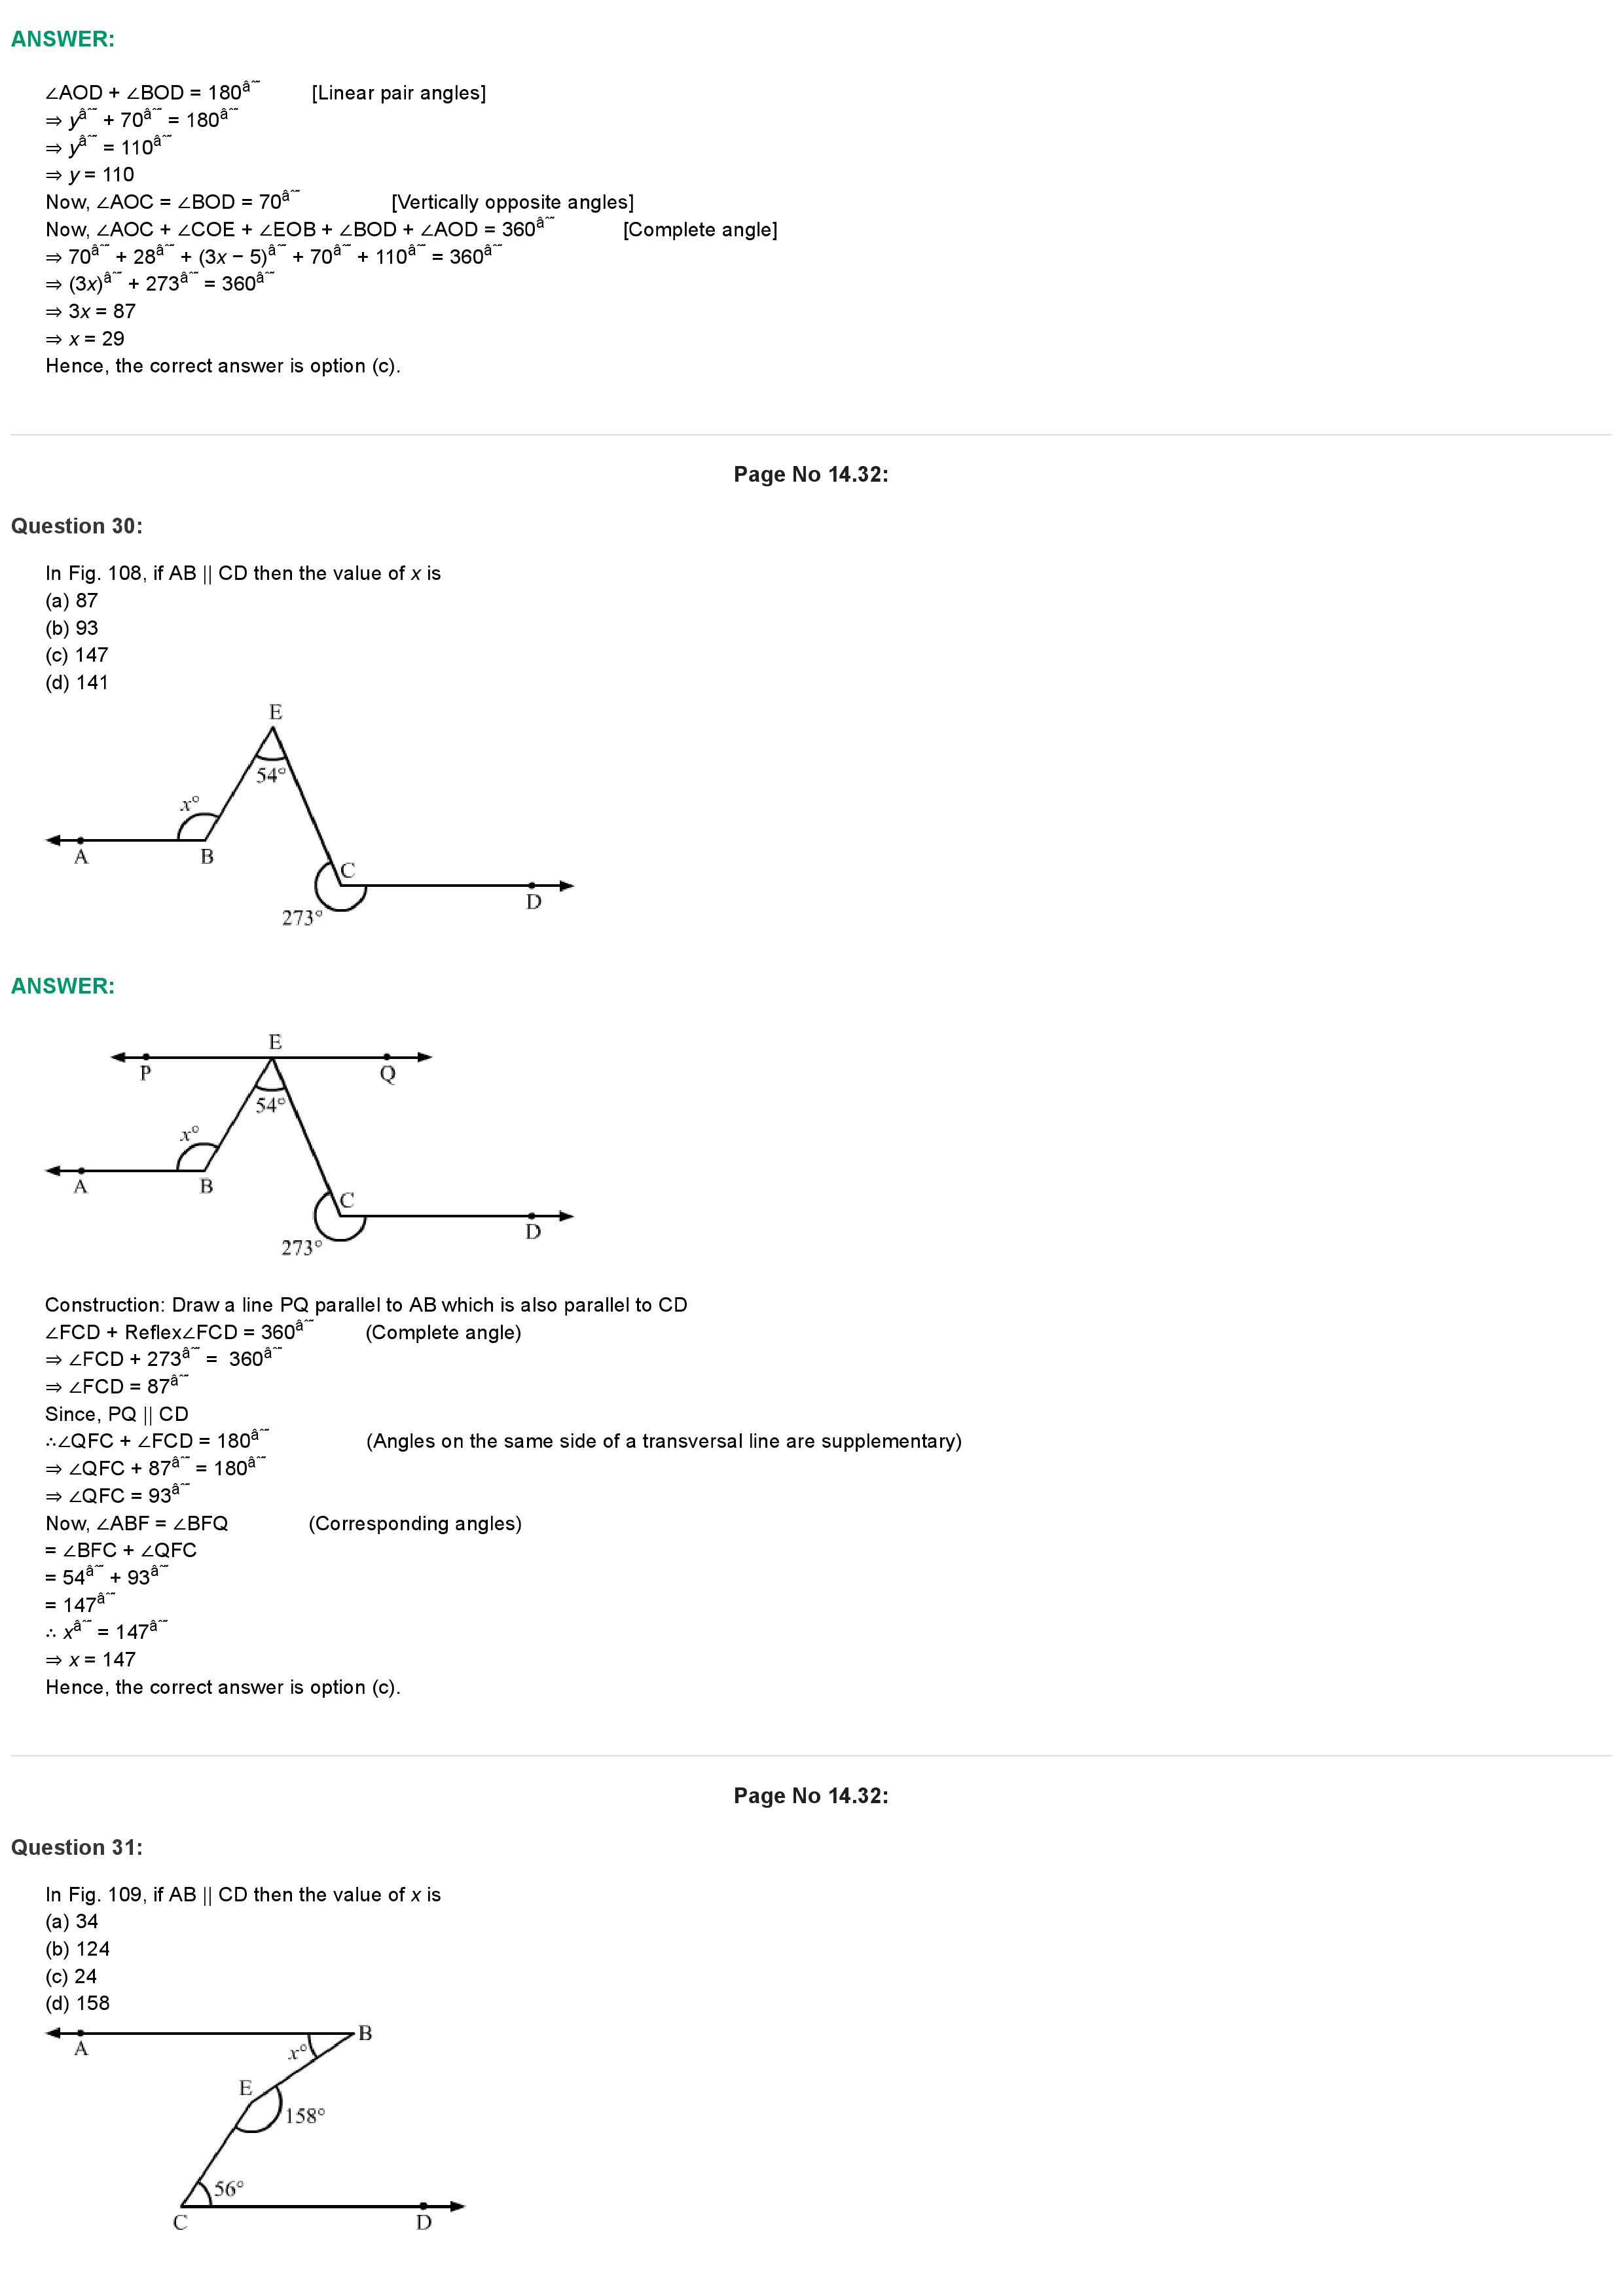 ANSWER:
∠AOD + ∠BOD = 180â˜ [Linear pair angles]
⇒ yâ˜ + 70â˜ = 180â˜
⇒ yâ˜ = 110â˜
⇒ y = 110
Now, ∠AOC = ∠BOD = 70â˜ [Vertically opposite angles]
Now, ∠AOC + ∠COE + ∠EOB + ∠BOD + ∠AOD = 360â˜ [Complete angle]
⇒ 70â˜ + 28â˜ + (3x − 5)â˜ + 70â˜ + 110â˜ = 360â˜
⇒ (3x)â˜ + 273â˜ = 360â˜
⇒ 3x = 87
⇒ x = 29
Hence, the correct answer is option (c).
Page No 14.32:
Question 30:
In Fig. 108, if AB || CD then the value of x is
(a) 87
(b) 93
(c) 147
(d) 141
E
54°
x°
A
B
C
D
273°
ANSWER:
E
P
Q
54°
x°
A
B
C
D
273°
Construction: Draw a line PQ parallel to AB which is also parallel to CD
∠FCD + Reflex∠FCD = 360â˜ (Complete angle)
⇒ ∠FCD + 273â˜ = 360â˜
⇒ ∠FCD = 87â˜
Since, PQ || CD
∴∠QFC + ∠FCD = 180â˜ (Angles on the same side of a transversal line are supplementary)
⇒ ∠QFC + 87â˜ = 180â˜
⇒ ∠QFC = 93â˜
Now, ∠ABF = ∠BFQ (Corresponding angles)
= ∠BFC + ∠QFC
= 54â˜ + 93â˜
= 147â˜
∴ xâ˜ = 147â˜
⇒ x = 147
Hence, the correct answer is option (c).
Page No 14.32:
Question 31:
In Fig. 109, if AB || CD then the value of x is
(a) 34
(b) 124
(c) 24
(d) 158
B
A
x°
E
158°
56°
C
D